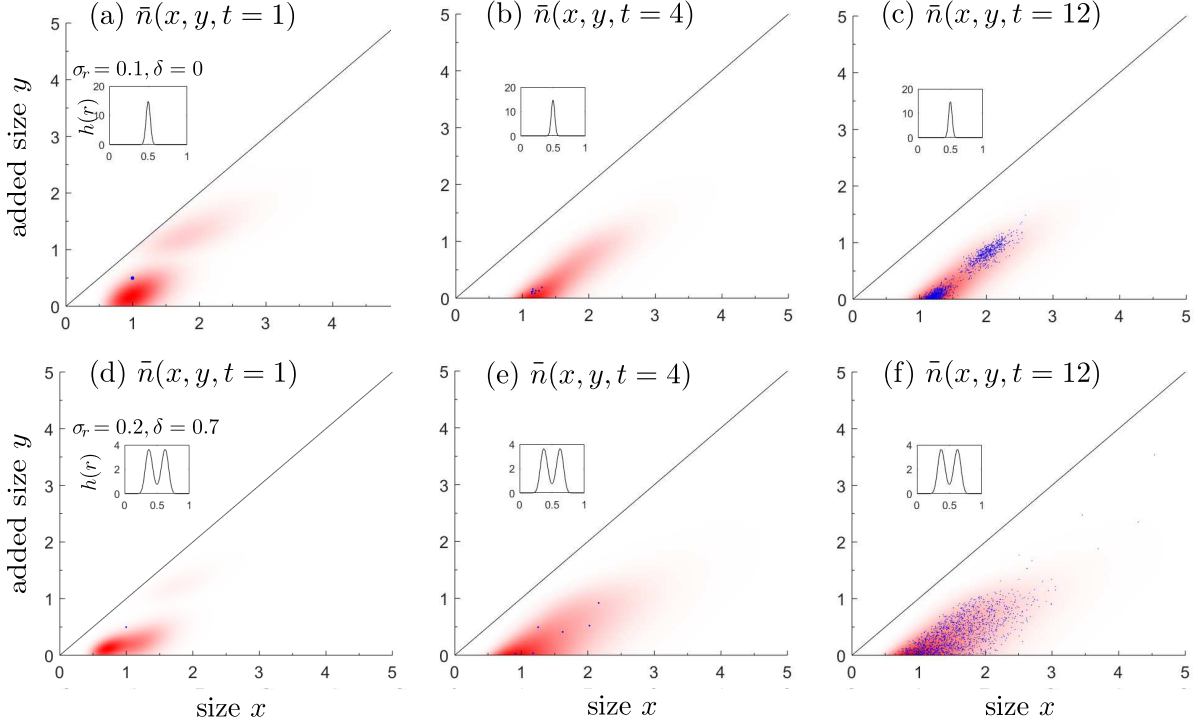 (a) n̄(x, y, t = 1)
(b) n̄(x, y, t = 4)
(c) n̄(x, y, t = 12)
σ_r = 0.1, δ = 0
h(r)
20
10
0
0 0.5 1
20
10
0
0 0.5 1
20
10
0
0 0.5 1
added size y
5
4
3
2
1
0
0 1 2 3 4
5
4
3
2
1
0
0 1 2 3 4 5
5
4
3
2
1
0
0 1 2 3 4 5
(d) n̄(x, y, t = 1)
(e) n̄(x, y, t = 4)
(f) n̄(x, y, t = 12)
σ_r = 0.2, δ = 0.7
h(r)
4
2
0
0 0.5 1
4
2
0
0 0.5 1
4
2
0
0 0.5 1
added size y
5
4
3
2
1
0
0 1 2 3 4 5
5
4
3
2
1
0
0 1 2 3 4 5
5
4
3
2
1
0
0 1 2 3 4 5
size x
size x
size x